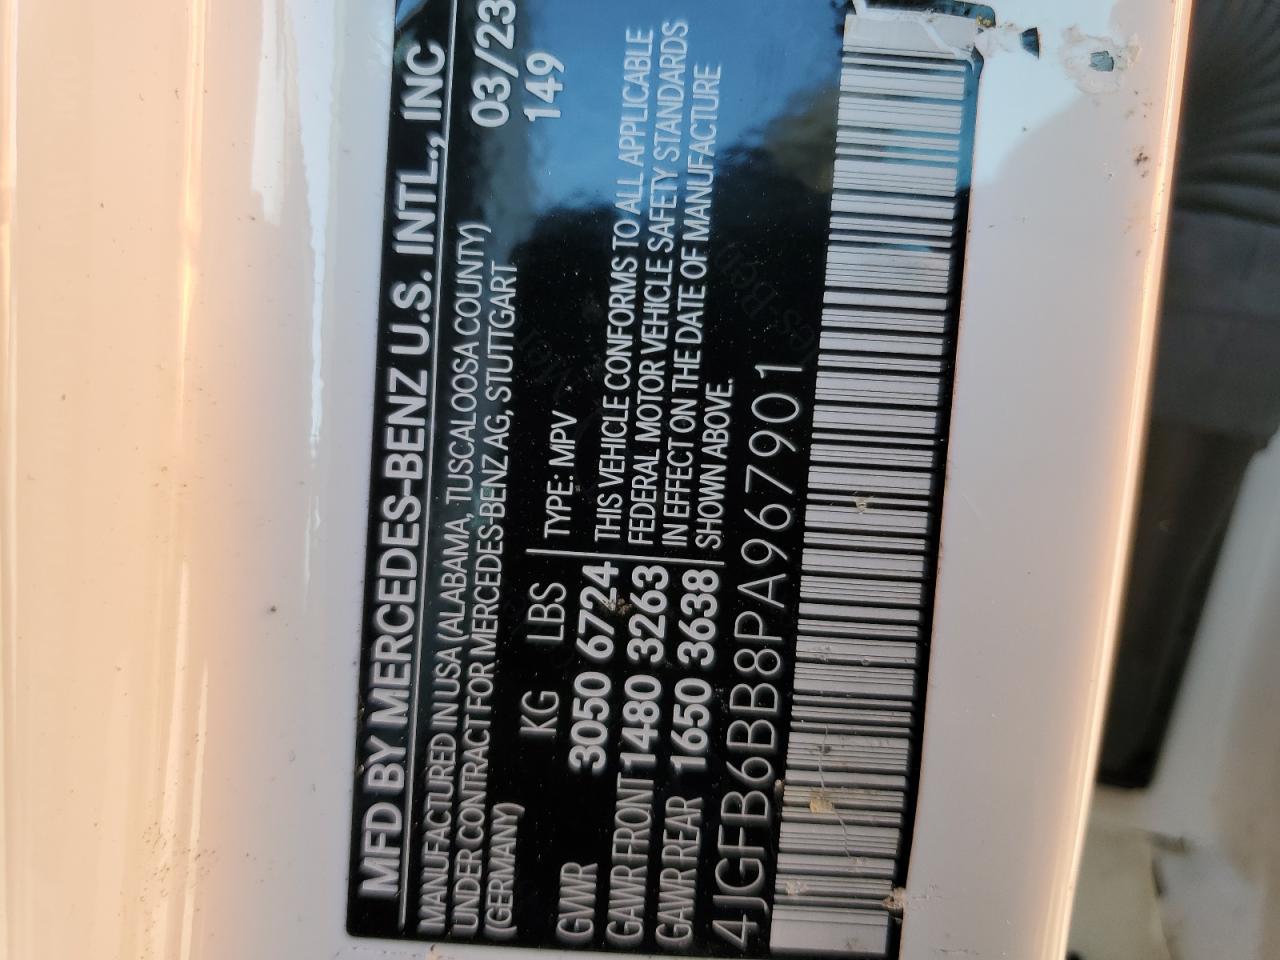 MFD BY MERCEDES-BENZ U.S. INTL., INC
MANUFACTURED IN USA (ALABAMA, TUSCALOOSA COUNTY) 03/23
UNDER CONTRACT FOR MERCEDES-BENZ AG, STUTTGART 149
(GERMANY)
KG LBS TYPE: MPV
GWR 3050 6724 THIS VEHICLE CONFORMS TO ALL APPLICABLE
GAWR FRONT 1480 3263 FEDERAL MOTOR VEHICLE SAFETY STANDARDS
GAWR REAR 1650 3638 IN EFFECT ON THE DATE OF MANUFACTURE
SHOWN ABOVE.
4JGFB6BB8PA967901